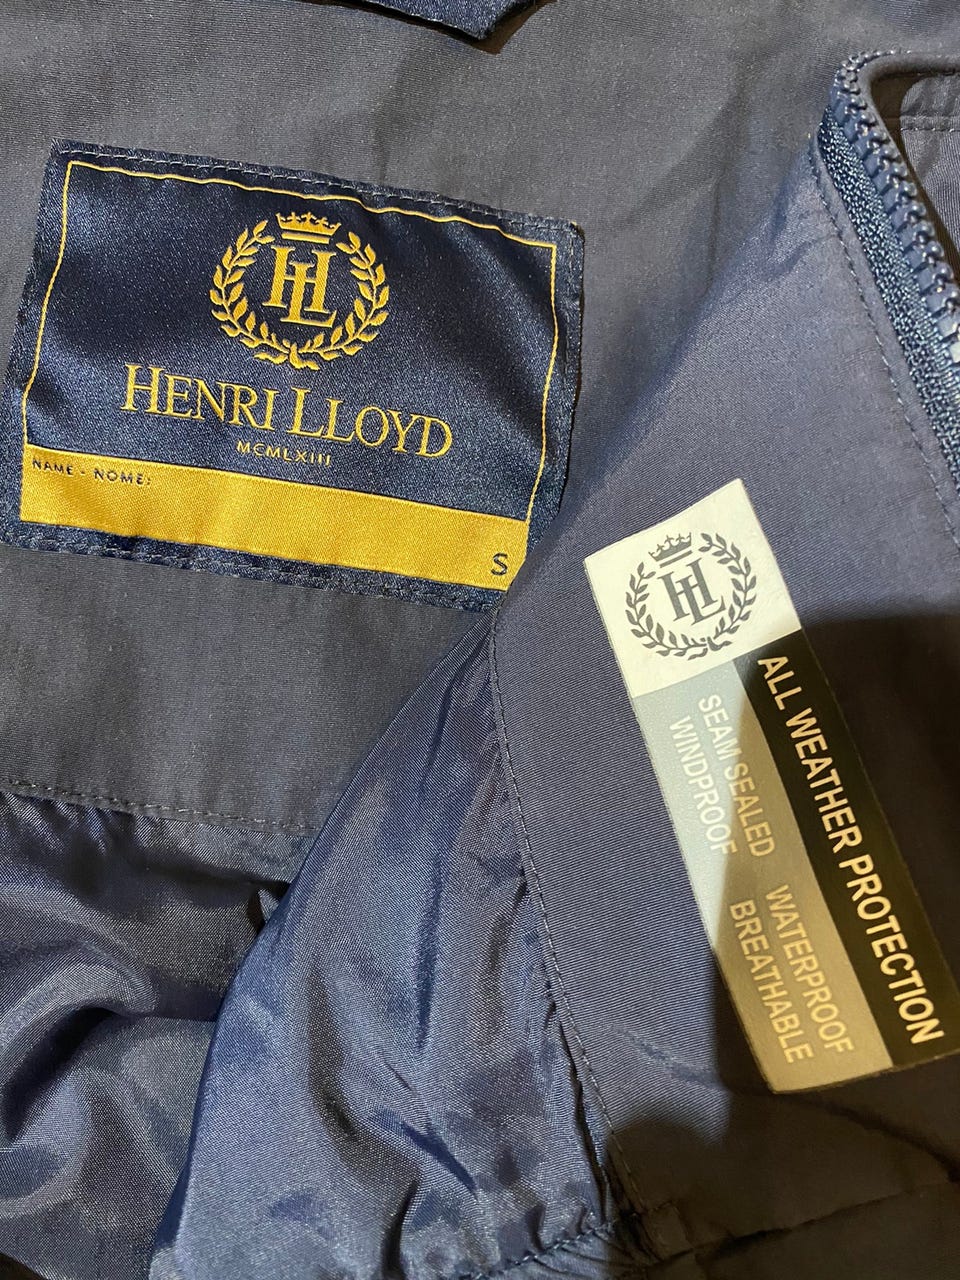 HL
HENRI LLOYD
MCMLXIII
NAME - NOME:
S
HL
ALL WEATHER PROTECTION
SEAM SEALED WATERPROOF
WINDPROOF BREATHABLE